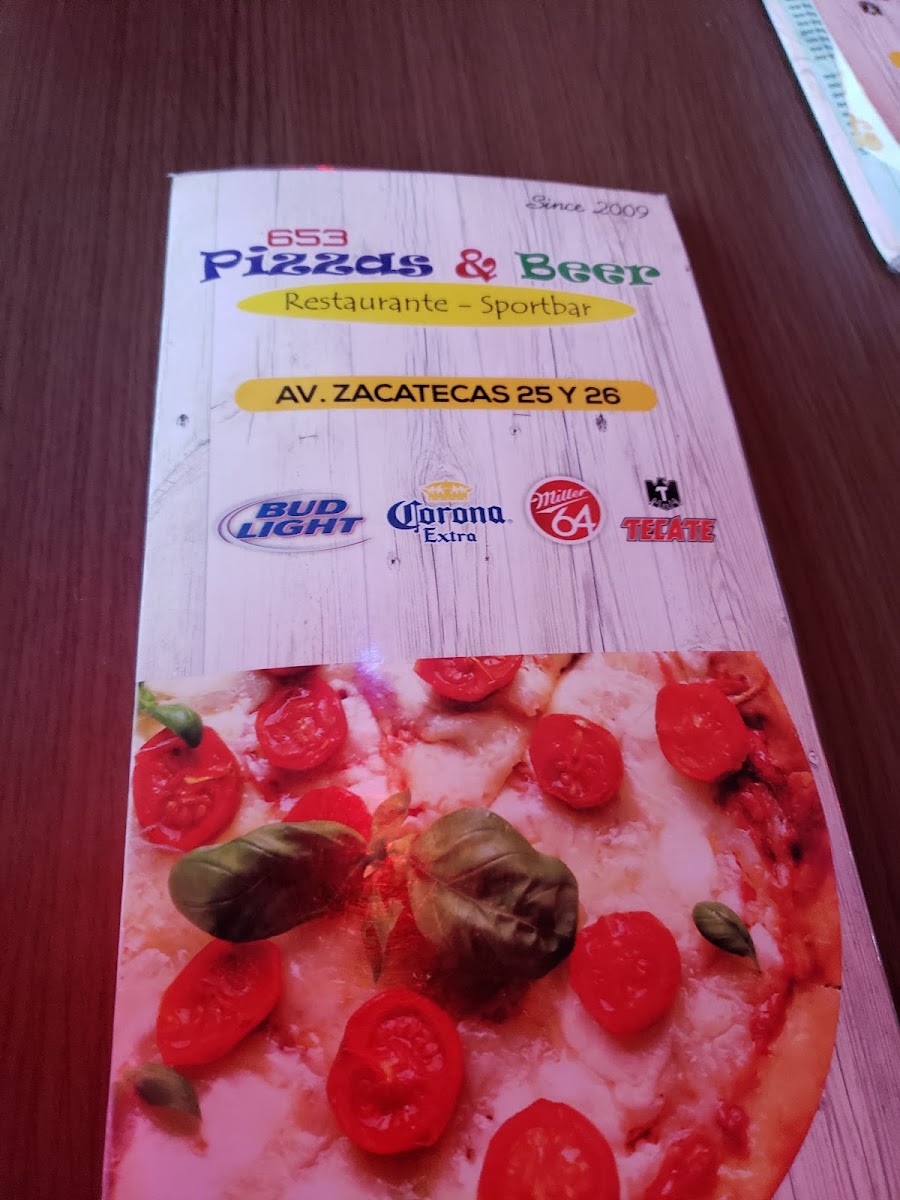 Since 2009
653
Pizzas & Beer
Restaurante - Sportbar
AV. ZACATECAS 25 Y 26
BUD
LIGHT
Corona
Extra
Miller
64
T
TECATE